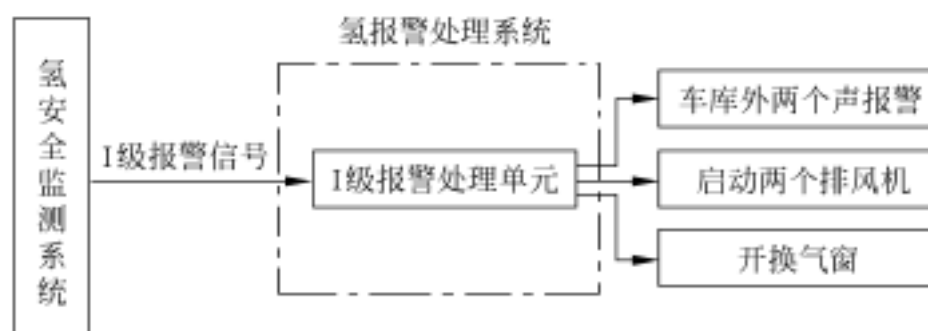 氢报警处理系统
氢安全监测系统
I级报警信号
I级报警处理单元
车库外两个声报警
启动两个排风机
开换气窗